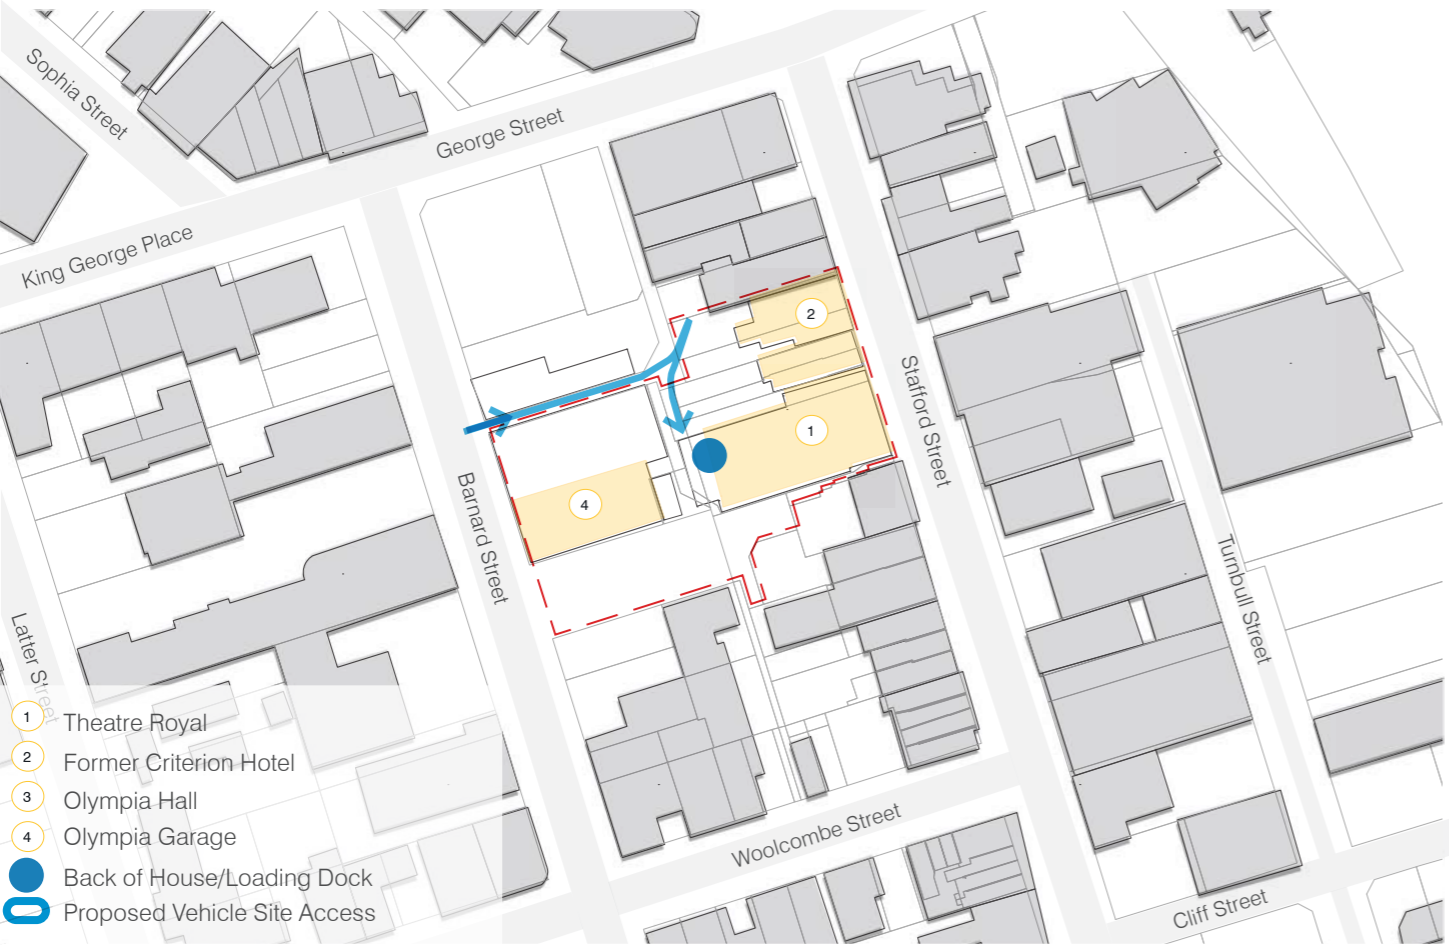 Sophia Street
George Street
King George Place
2
Stafford Street
1
4
Barnard Street
Turnbull Street
Latter Street
1 Theatre Royal
2 Former Criterion Hotel
3 Olympia Hall
4 Olympia Garage
Back of House/Loading Dock
Proposed Vehicle Site Access
Woolcombe Street
Cliff Street